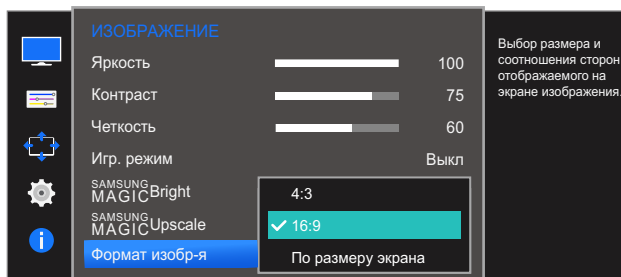 ИЗОБРАЖЕНИЕ
Яркость 100
Контраст 75
Четкость 60
Игр. режим Выкл
SAMSUNG MAGIC Bright
SAMSUNG MAGIC Upscale
Формат изобр-я
4:3
16:9
По размеру экрана
Выбор размера и
соотношения сторон
отображаемого на
экране изображения.